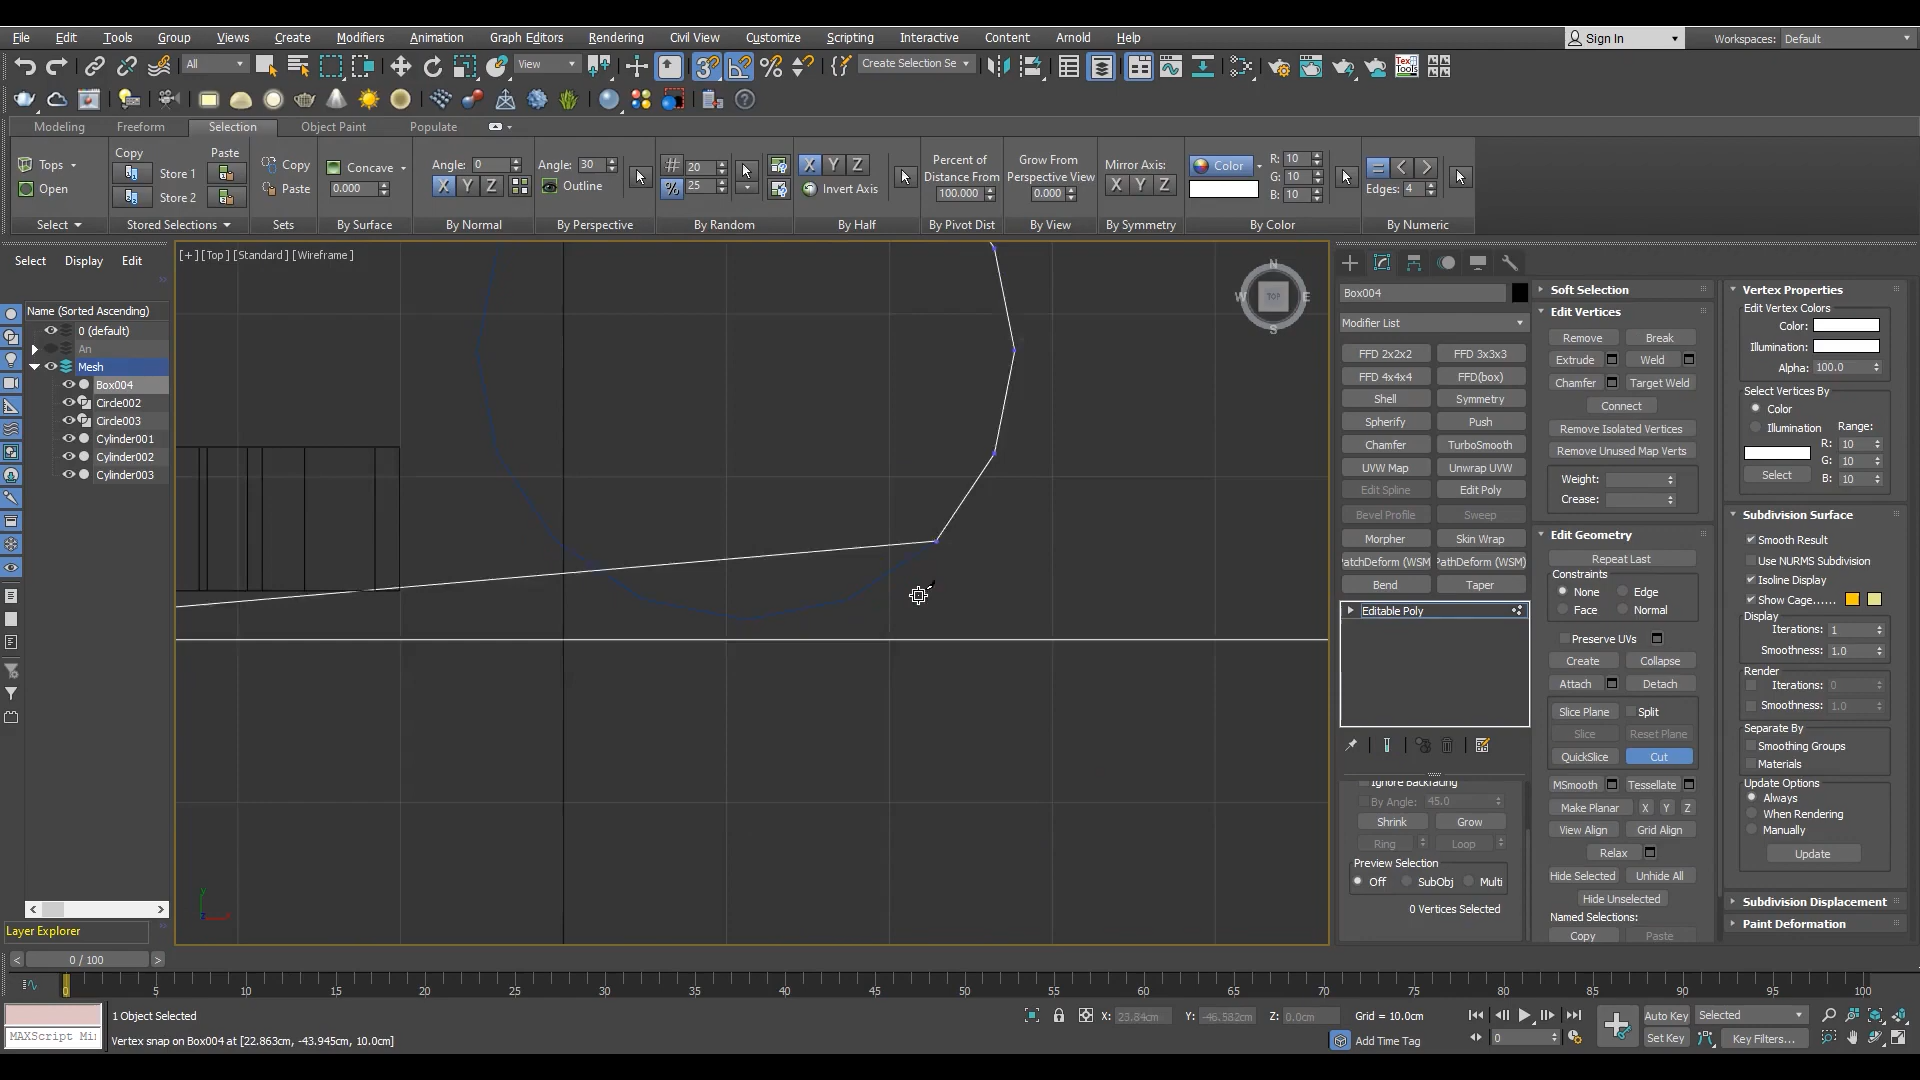 File Edit Tools Group Views Create Modifiers Animation Graph Editors Rendering Civil View Customize Scripting Interactive Content Arnold Help Sign In Workspaces: Default
All View Create Selection Se
Modeling Freeform Selection Object Paint Populate
Copy Paste
Tops Store 1 Copy Concave Angle: 0 Angle: 30 20 X Y Z Percent of Distance From 100.000 Grow From Perspective View 0.000 Mirror Axis: Color R: 10
Open Store 2 Paste 0.000 X Y Z Outline 25 Invert Axis X Y Z G: 10 B: 10 Edges: 4
Select Stored Selections Sets By Surface By Normal By Perspective By Random By Half By Pivot Dist By View By Symmetry By Color By Numeric
Select Display Edit
[+] [Top] [Standard] [Wireframe]
N
W TOP E
S
Name (Sorted Ascending)
0 (default)
An
Mesh
Box004
Circle002
Circle003
Cylinder001
Cylinder002
Cylinder003
Layer Explorer
Box004
Modifier List
FFD 2x2x2 FFD 3x3x3
FFD 4x4x4 FFD(box)
Shell Symmetry
Spherify Push
Chamfer TurboSmooth
UVW Map Unwrap UVW
Edit Spline Edit Poly
Bevel Profile Sweep
Morpher Skin Wrap
PatchDeform (WSM) PathDeform (WSM)
Bend Taper
Editable Poly
Ignore Backfacing
By Angle: 45.0
Shrink Grow
Ring Loop
Preview Selection
Off SubObj Multi
0 Vertices Selected
Soft Selection
Edit Vertices
Remove Break
Extrude Weld
Chamfer Target Weld
Connect
Remove Isolated Vertices
Remove Unused Map Verts
Weight:
Crease:
Edit Geometry
Repeat Last
Constraints
None Edge
Face Normal
Preserve UVs
Create Collapse
Attach Detach
Slice Plane Split
Slice Reset Plane
QuickSlice Cut
MSmooth Tessellate
Make Planar X Y Z
View Align Grid Align
Relax
Hide Selected Unhide All
Hide Unselected
Named Selections:
Copy Paste
Vertex Properties
Edit Vertex Colors
Color:
Illumination:
Alpha: 100.0
Select Vertices By
Color
Illumination Range:
R: 10
G: 10
Select B: 10
Subdivision Surface
Smooth Result
Use NURMS Subdivision
Isoline Display
Show Cage......
Display
Iterations: 1
Smoothness: 1.0
Render
Iterations: 0
Smoothness: 1.0
Separate By
Smoothing Groups
Materials
Update Options
Always
When Rendering
Manually
Update
Subdivision Displacement
Paint Deformation
< 0 / 100 >
0 5 10 15 20 25 30 35 40 45 50 55 60 65 70 75 80 85 90 95 100
1 Object Selected X: 23.84cm Y: -46.582cm Z: 0.0cm Grid = 10.0cm Auto Key Selected
MAXScript Mi Vertex snap on Box004 at [22.863cm, -43.945cm, 10.0cm] Add Time Tag 0 Set Key Key Filters...